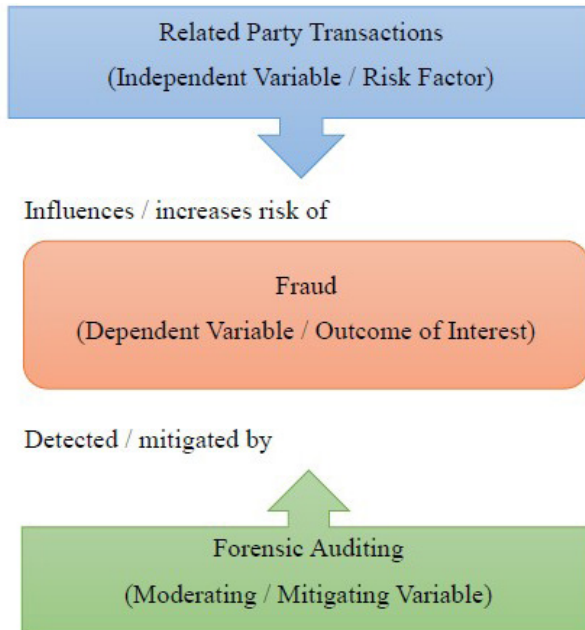 Related Party Transactions
(Independent Variable / Risk Factor)
Influences / increases risk of
Fraud
(Dependent Variable / Outcome of Interest)
Detected / mitigated by
Forensic Auditing
(Moderating / Mitigating Variable)